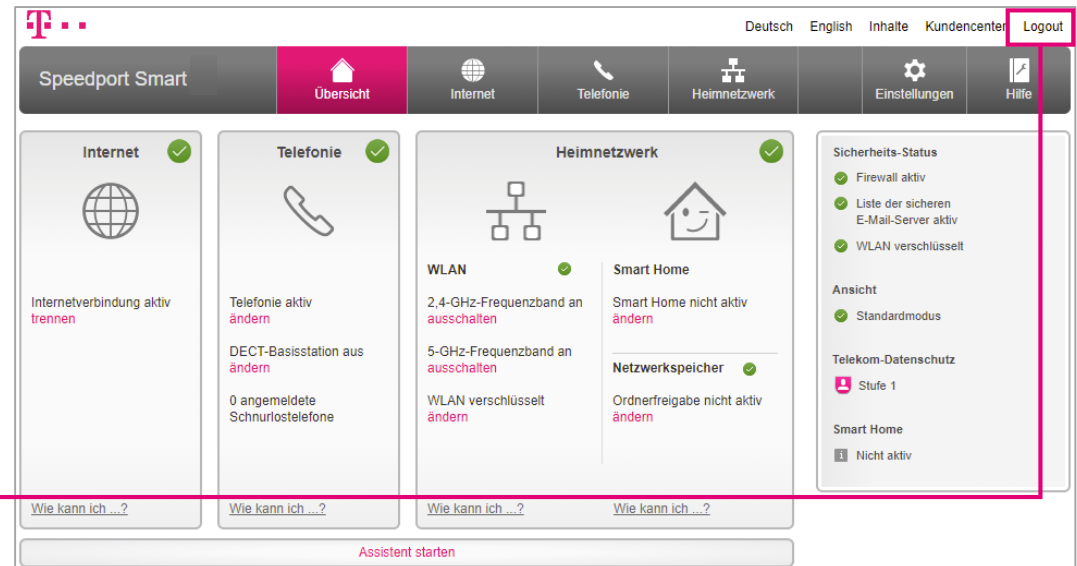 T
Deutsch English Inhalte Kundencenter Logout
Speedport Smart
Übersicht
Internet
Telefonie
Heimnetzwerk
Einstellungen
Hilfe
Internet
Internetverbindung aktiv
trennen
Wie kann ich ...?
Telefonie
Telefonie aktiv
ändern
DECT-Basisstation aus
ändern
0 angemeldete
Schnurlostelefone
Wie kann ich ...?
Heimnetzwerk
WLAN
2,4-GHz-Frequenzband an
ausschalten
5-GHz-Frequenzband an
ausschalten
WLAN verschlüsselt
ändern
Wie kann ich ...?
Smart Home
Smart Home nicht aktiv
ändern
Netzwerkspeicher
Ordnerfreigabe nicht aktiv
ändern
Wie kann ich ...?
Assistent starten
Sicherheits-Status
Firewall aktiv
Liste der sicheren
E-Mail-Server aktiv
WLAN verschlüsselt
Ansicht
Standardmodus
Telekom-Datenschutz
Stufe 1
Smart Home
Nicht aktiv